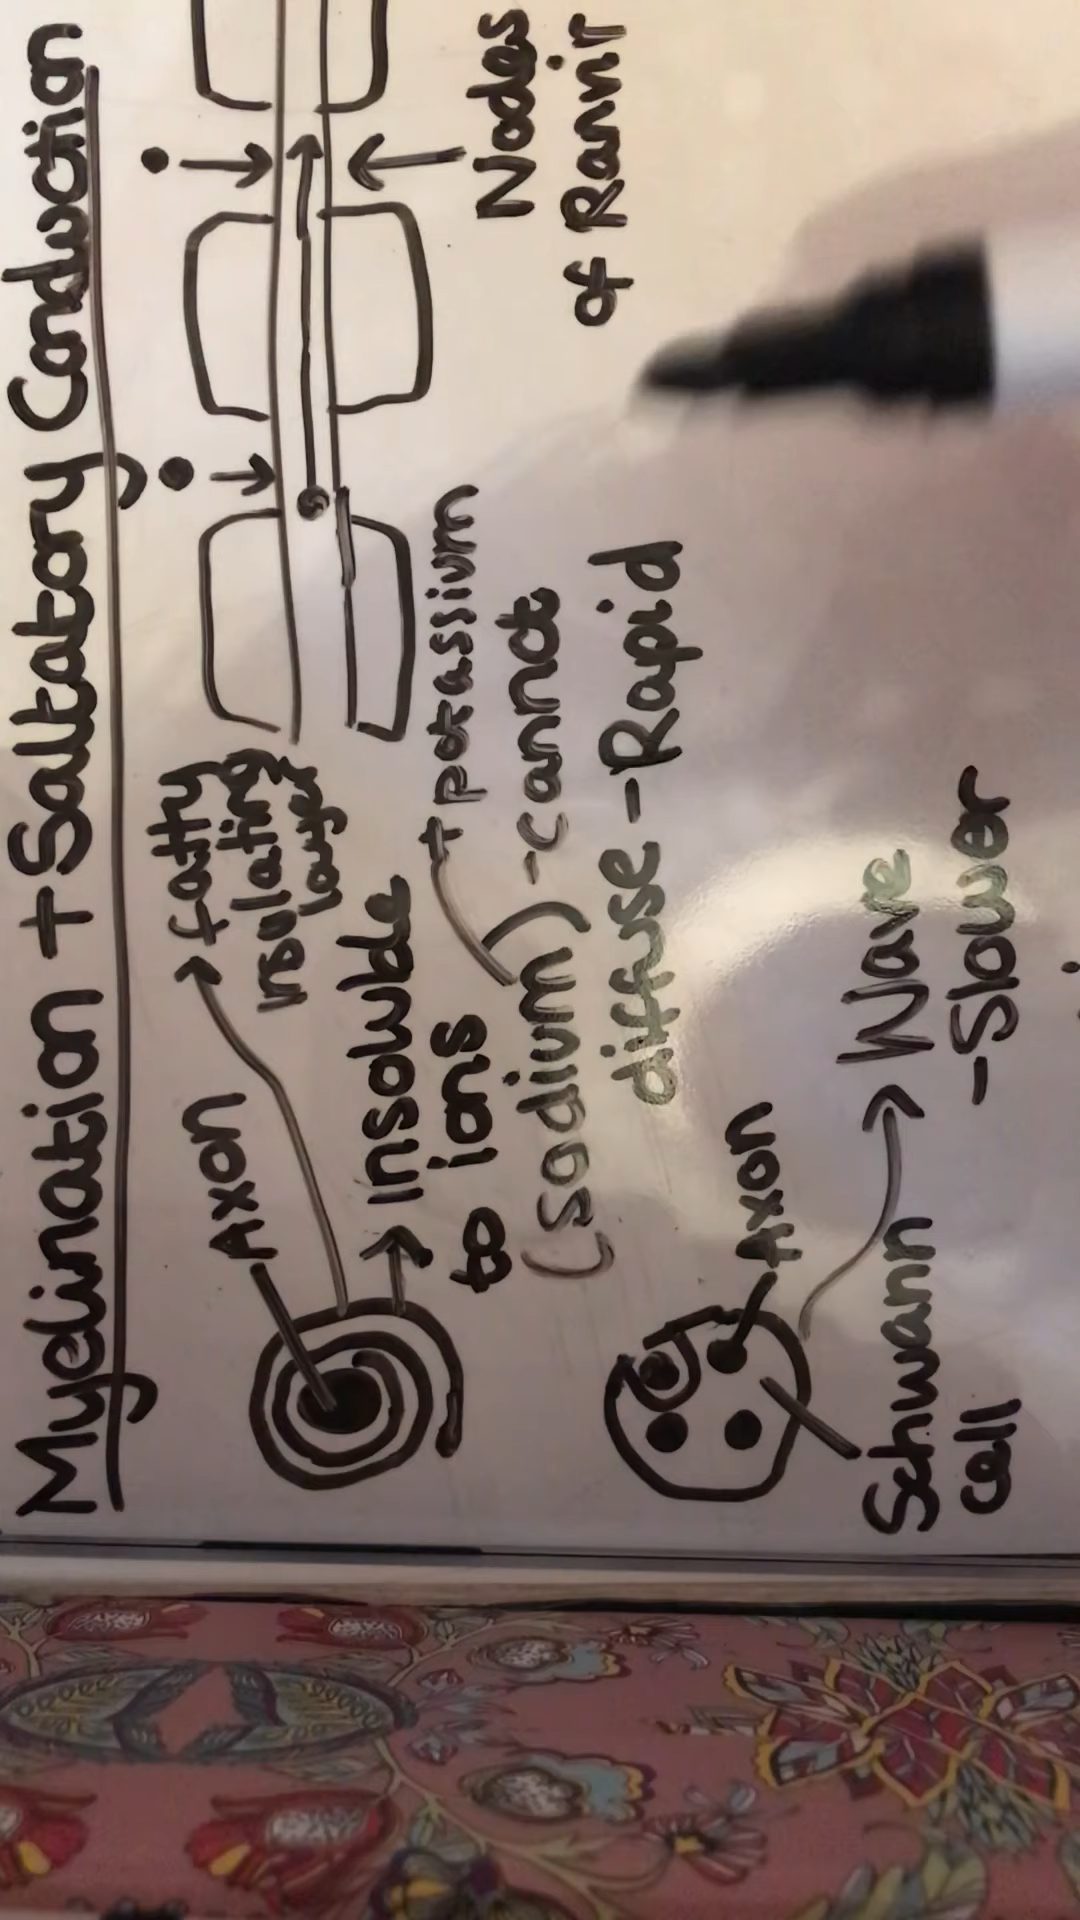 Myelination + Saltatory Conduction
Axon
fatty
insulating
layer
insoluble
to ions
(sodium) - cannot
+ potassium
diffuse - Rapid
Nodes
of Ranvir
Axon
Schwann
cell
Wave
- Slower